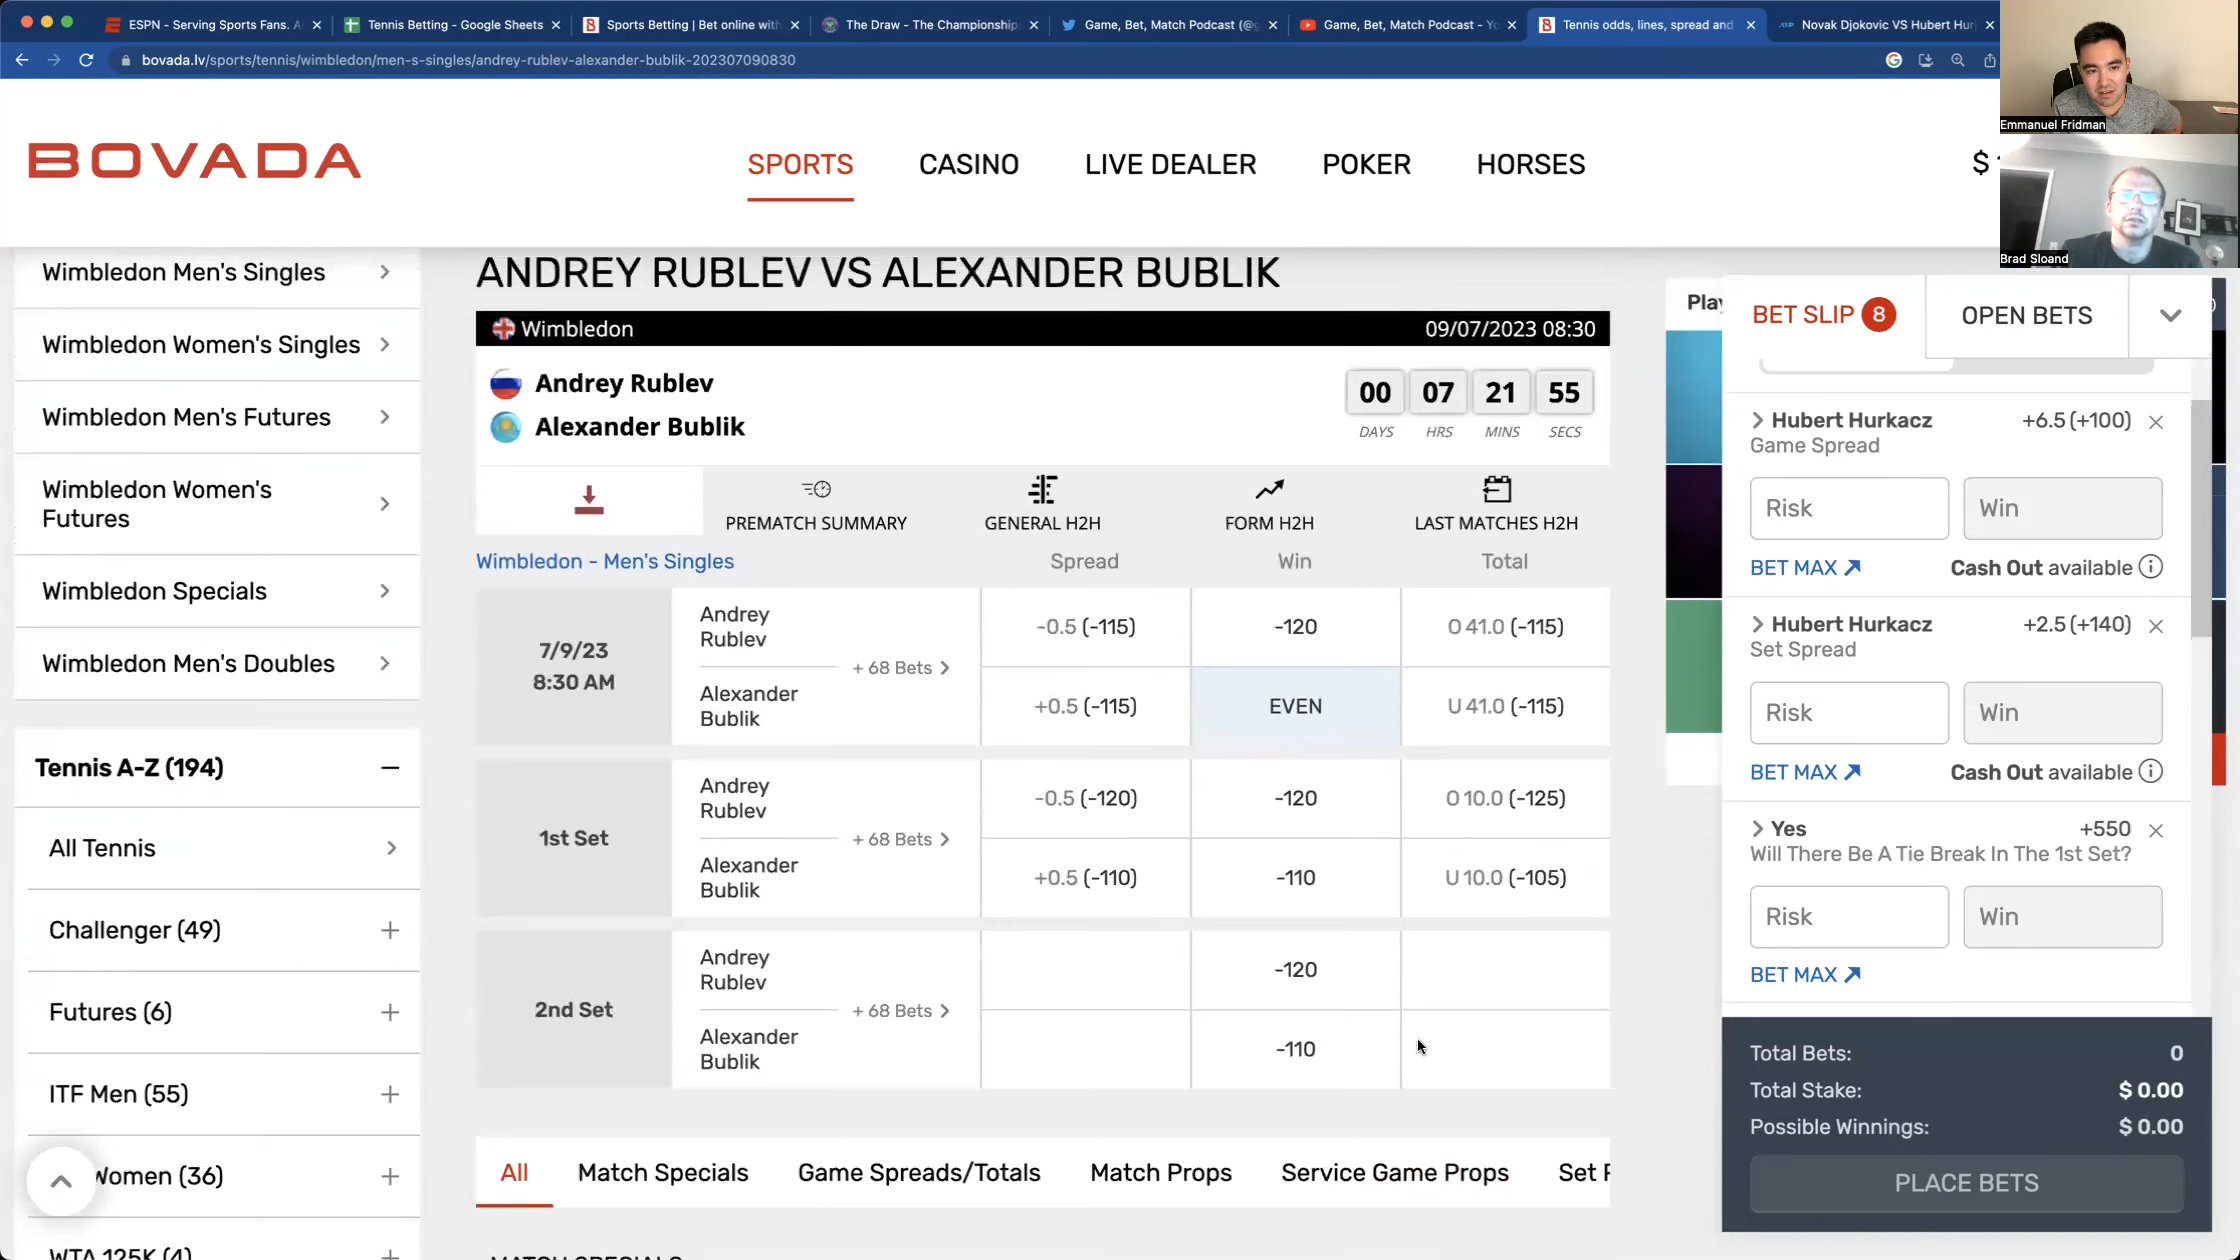 ESPN - Serving Sports Fans. A
Tennis Betting - Google Sheets
Sports Betting | Bet online with
The Draw - The Championship
Game, Bet, Match Podcast (@g
Game, Bet, Match Podcast - Yo
Tennis odds, lines, spread and
Novak Djokovic VS Hubert Hur
bovada.lv/sports/tennis/wimbledon/men-s-singles/andrey-rublev-alexander-bublik-202307090830
Emmanuel Fridman
Brad Sloand
BOVADA
SPORTS
CASINO
LIVE DEALER
POKER
HORSES
$
Wimbledon Men's Singles
Wimbledon Women's Singles
Wimbledon Men's Futures
Wimbledon Women's
Futures
Wimbledon Specials
Wimbledon Men's Doubles
Tennis A-Z (194)
All Tennis
Challenger (49)
Futures (6)
ITF Men (55)
Women (36)
WTA 125K (4)
ANDREY RUBLEV VS ALEXANDER BUBLIK
Wimbledon
09/07/2023 08:30
Andrey Rublev
Alexander Bublik
00 07 21 55
DAYS HRS MINS SECS
PREMATCH SUMMARY
GENERAL H2H
FORM H2H
LAST MATCHES H2H
Wimbledon - Men's Singles
Spread
Win
Total
7/9/23
8:30 AM
Andrey
Rublev
Alexander
Bublik
+ 68 Bets
-0.5 (-115)
-120
O 41.0 (-115)
+0.5 (-115)
EVEN
U 41.0 (-115)
1st Set
Andrey
Rublev
Alexander
Bublik
+ 68 Bets
-0.5 (-120)
-120
O 10.0 (-125)
+0.5 (-110)
-110
U 10.0 (-105)
2nd Set
Andrey
Rublev
Alexander
Bublik
+ 68 Bets
-120
-110
All
Match Specials
Game Spreads/Totals
Match Props
Service Game Props
Set
MATCH SPECIALS
Play
BET SLIP 8
OPEN BETS
Hubert Hurkacz
+6.5 (+100)
Game Spread
Risk
Win
BET MAX
Cash Out available
Hubert Hurkacz
+2.5 (+140)
Set Spread
Risk
Win
BET MAX
Cash Out available
Yes
+550
Will There Be A Tie Break In The 1st Set?
Risk
Win
BET MAX
Total Bets:
0
Total Stake:
$ 0.00
Possible Winnings:
$ 0.00
PLACE BETS